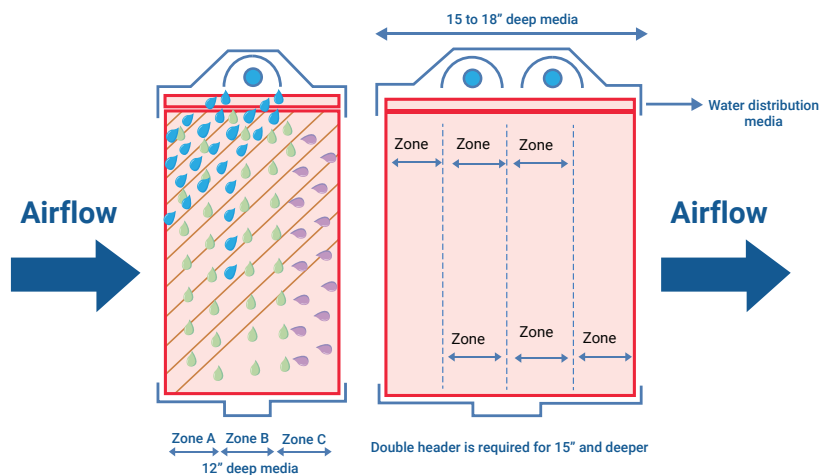 15 to 18” deep media
Water distribution
media
Zone
Zone
Zone
Airflow
Airflow
Zone
Zone
Zone
Zone A
Zone B
Zone C
12” deep media
Double header is required for 15” and deeper